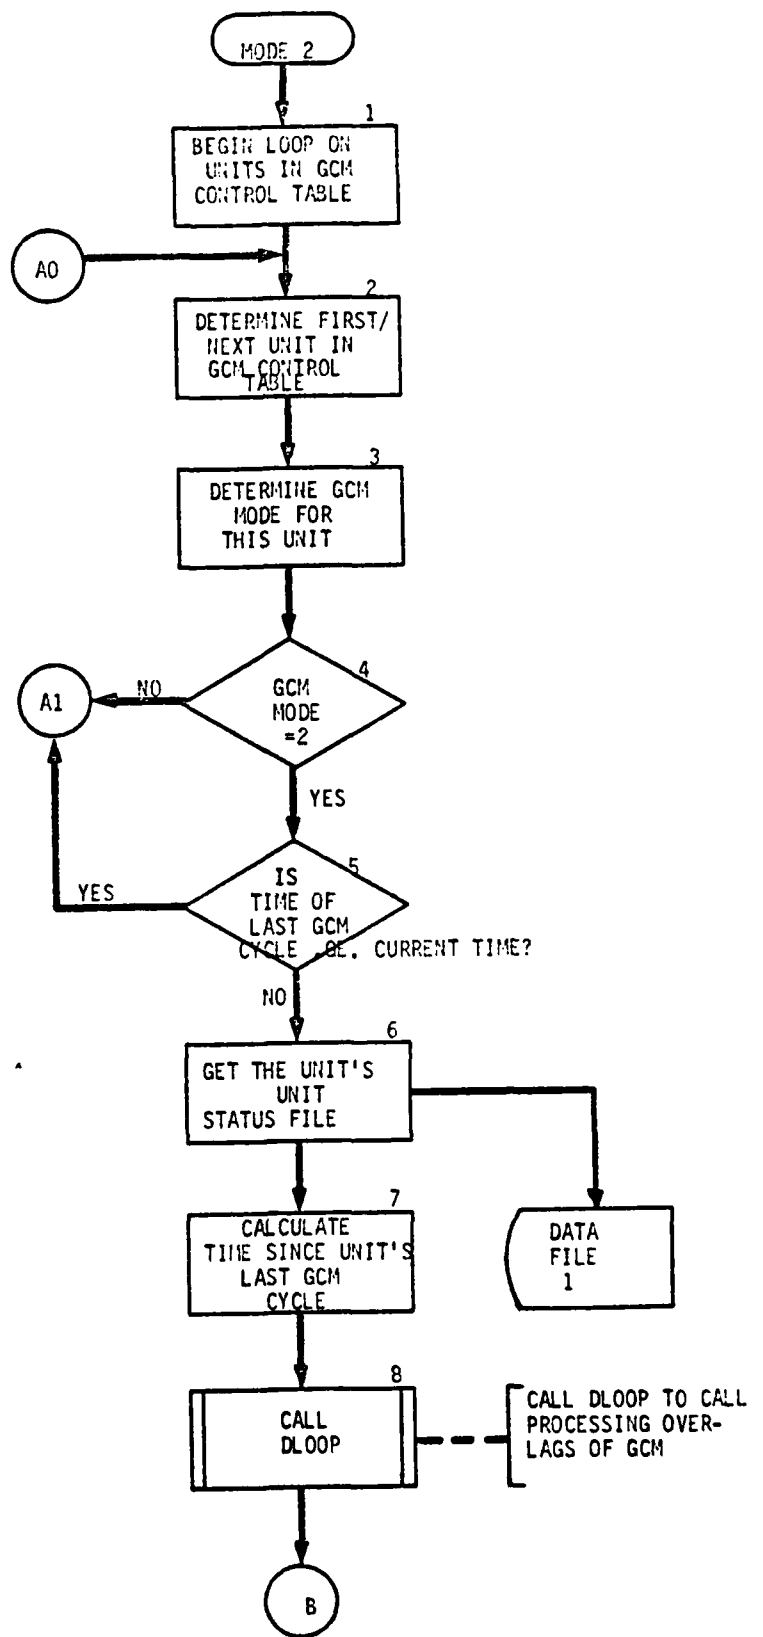 MODE 2
1
BEGIN LOOP ON
UNITS IN GCM
CONTROL TABLE
A0
2
DETERMINE FIRST/
NEXT UNIT IN
GCM CONTROL
TABLE
3
DETERMINE GCM
MODE FOR
THIS UNIT
4
GCM
MODE
=2
NO
A1
YES
5
IS
TIME OF
LAST GCM
CYCLE .GE. CURRENT TIME?
YES
NO
6
GET THE UNIT'S
UNIT
STATUS FILE
7
CALCULATE
TIME SINCE UNIT'S
LAST GCM
CYCLE
DATA
FILE
1
8
CALL
DLOOP
CALL DLOOP TO CALL
PROCESSING OVER-
LAGS OF GCM
B